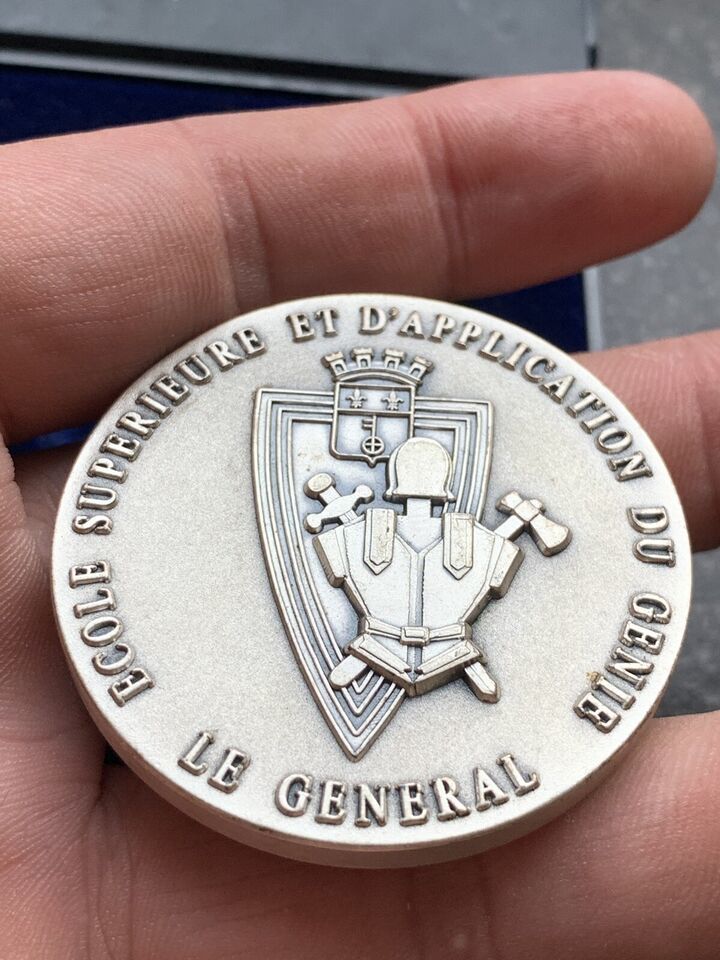 ECOLE SUPERIEURE ET D'APPLICATION DU GENIE
LE GENERAL